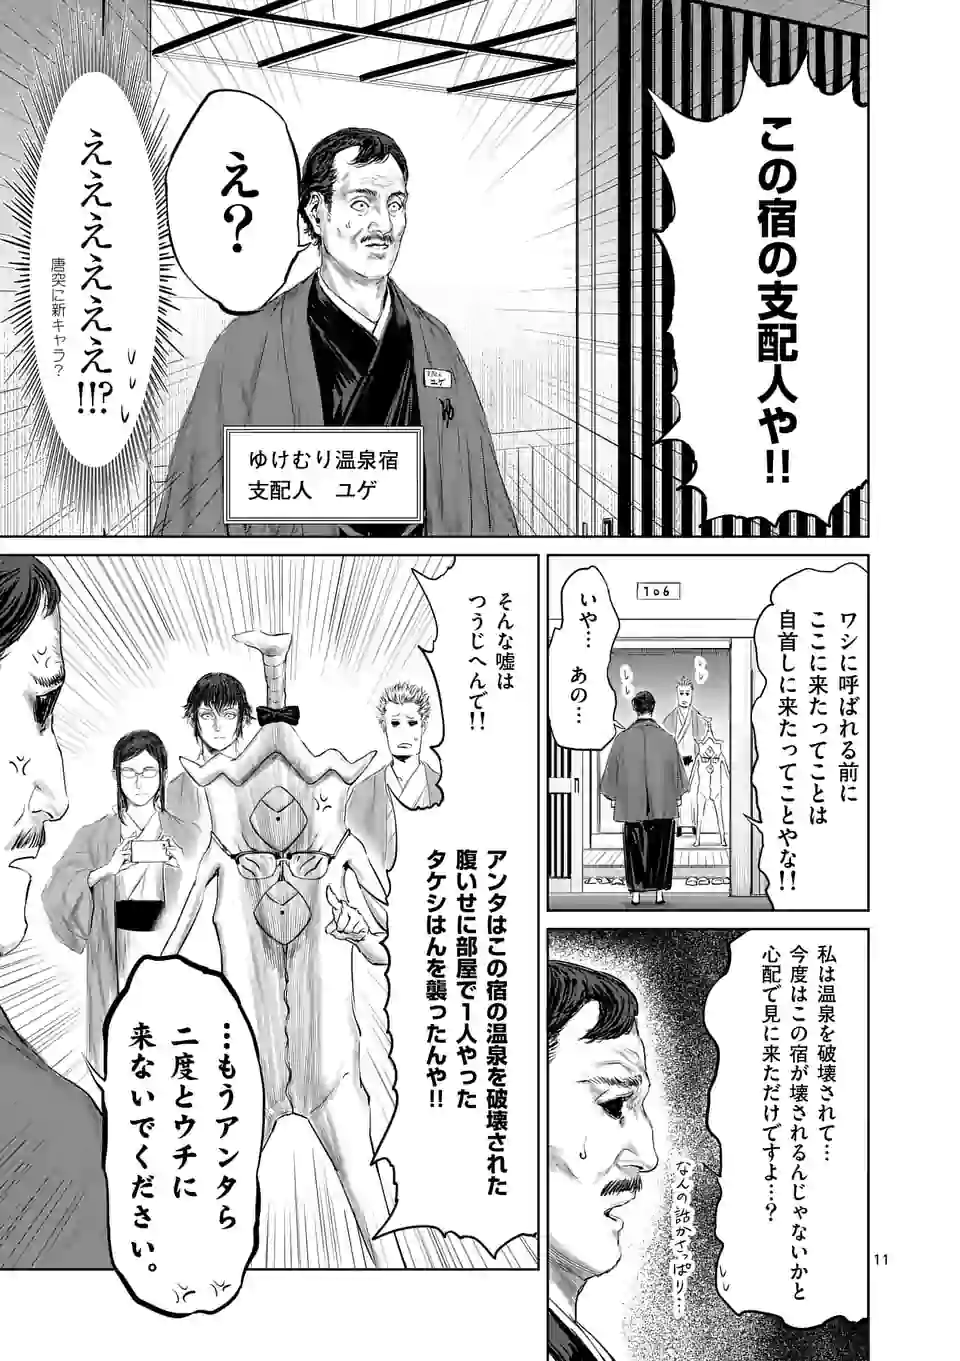 この宿の支配人や!!
え?
支配人
ユゲ
ゆけむり温泉宿
支配人 ユゲ
ええええええ!!?
唐突に新キャラ?
106
ワシに呼ばれる前に
ここに来たってことは
自首しに来たってことやな!!
いや…あの…
私は温泉を破壊されて…
今度はこの宿が壊されるんじゃないかと
心配で見に来ただけですよ…?
なんの話かさっぱり…
そんな嘘は
つうじへんで!!
アンタはこの宿の温泉を破壊された
腹いせに部屋で1人やった
タケシはんを襲ったんや!!
…もうアンタら
二度とウチに
来ないでください。
11